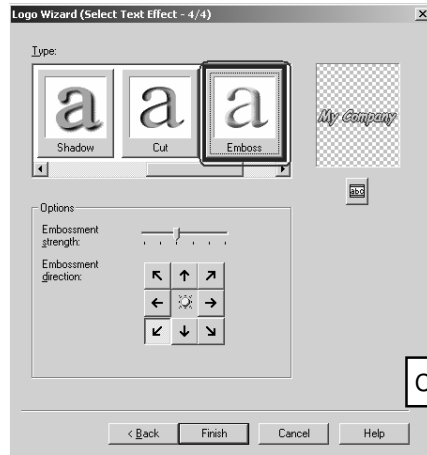 Logo Wizard (Select Text Effect - 4/4)
Type:
a a a
Shadow Cut Emboss
My Company
abc
Options
Embossment
strength:
Embossment
direction:
< Back Finish Cancel Help